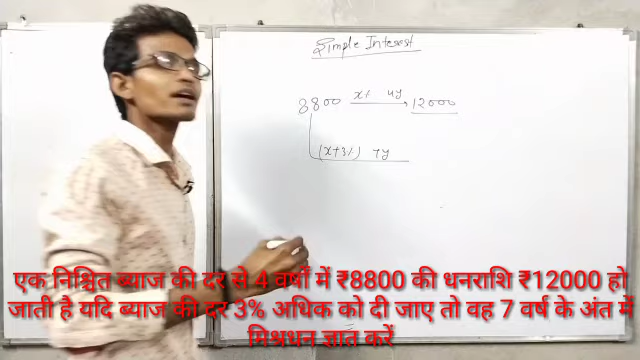 Simple Interest
8800 x% 4y 12000
(x+3%) 7y
एक निश्चित ब्याज की दर से 4 वर्षों में ₹8800 की धनराशि ₹12000 हो
जाती है यदि ब्याज की दर 3% अधिक को दी जाए तो वह 7 वर्ष के अंत में
मिश्रधन ज्ञात करें